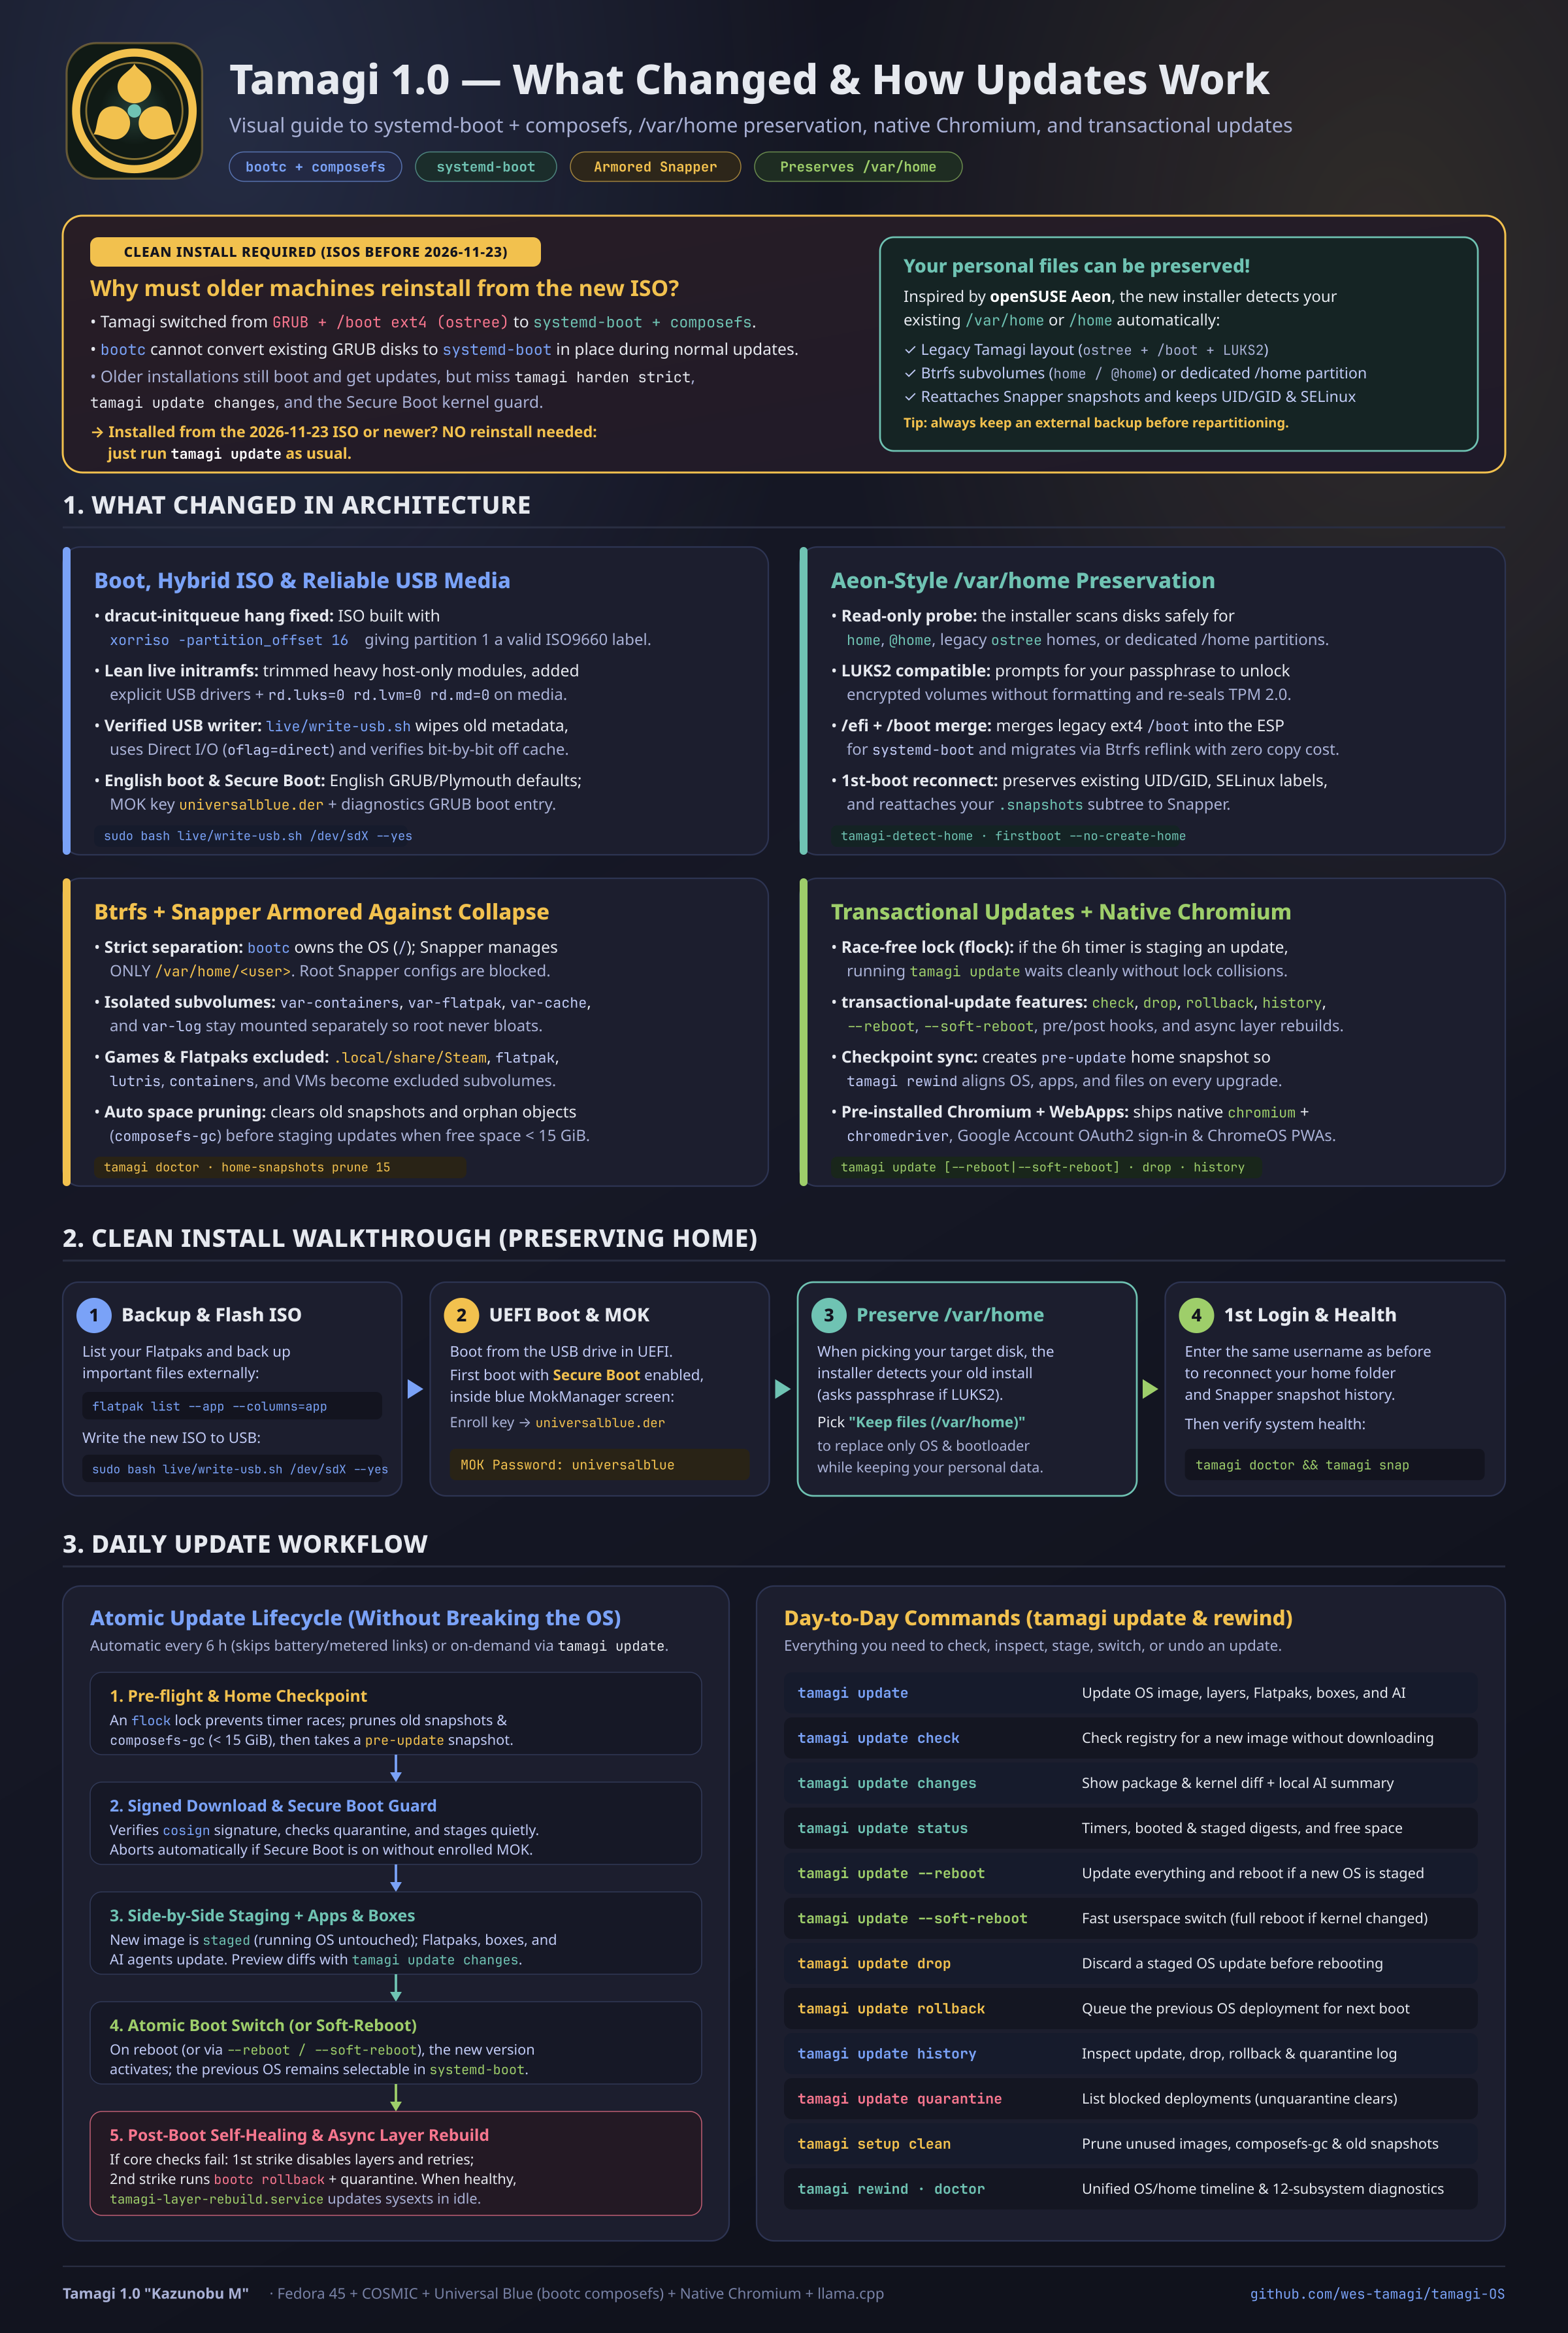 Tamagi 1.0 — What Changed & How Updates Work
Visual guide to systemd-boot + composefs, /var/home preservation, native Chromium, and transactional updates
bootc + composefs
systemd-boot
Armored Snapper
Preserves /var/home
CLEAN INSTALL REQUIRED (ISOS BEFORE 2026-11-23)
Why must older machines reinstall from the new ISO?
• Tamagi switched from GRUB + /boot ext4 (ostree) to systemd-boot + composefs.
• bootc cannot convert existing GRUB disks to systemd-boot in place during normal updates.
• Older installations still boot and get updates, but miss tamagi harden strict,
tamagi update changes, and the Secure Boot kernel guard.
→ Installed from the 2026-11-23 ISO or newer? NO reinstall needed:
just run tamagi update as usual.
Your personal files can be preserved!
Inspired by openSUSE Aeon, the new installer detects your
existing /var/home or /home automatically:
✓ Legacy Tamagi layout (ostree + /boot + LUKS2)
✓ Btrfs subvolumes (home / @home) or dedicated /home partition
✓ Reattaches Snapper snapshots and keeps UID/GID & SELinux
Tip: always keep an external backup before repartitioning.
1. WHAT CHANGED IN ARCHITECTURE
Boot, Hybrid ISO & Reliable USB Media
• dracut-initqueue hang fixed: ISO built with
xorriso -partition_offset 16 giving partition 1 a valid ISO9660 label.
• Lean live initramfs: trimmed heavy host-only modules, added
explicit USB drivers + rd.luks=0 rd.lvm=0 rd.md=0 on media.
• Verified USB writer: live/write-usb.sh wipes old metadata,
uses Direct I/O (oflag=direct) and verifies bit-by-bit off cache.
• English boot & Secure Boot: English GRUB/Plymouth defaults;
MOK key universalblue.der + diagnostics GRUB boot entry.
sudo bash live/write-usb.sh /dev/sdX --yes
Aeon-Style /var/home Preservation
• Read-only probe: the installer scans disks safely for
home, @home, legacy ostree homes, or dedicated /home partitions.
• LUKS2 compatible: prompts for your passphrase to unlock
encrypted volumes without formatting and re-seals TPM 2.0.
• /efi + /boot merge: merges legacy ext4 /boot into the ESP
for systemd-boot and migrates via Btrfs reflink with zero copy cost.
• 1st-boot reconnect: preserves existing UID/GID, SELinux labels,
and reattaches your .snapshots subtree to Snapper.
tamagi-detect-home · firstboot --no-create-home
Btrfs + Snapper Armored Against Collapse
• Strict separation: bootc owns the OS (/); Snapper manages
ONLY /var/home/<user>. Root Snapper configs are blocked.
• Isolated subvolumes: var-containers, var-flatpak, var-cache,
and var-log stay mounted separately so root never bloats.
• Games & Flatpaks excluded: .local/share/Steam, flatpak,
lutris, containers, and VMs become excluded subvolumes.
• Auto space pruning: clears old snapshots and orphan objects
(composefs-gc) before staging updates when free space < 15 GiB.
tamagi doctor · home-snapshots prune 15
Transactional Updates + Native Chromium
• Race-free lock (flock): if the 6h timer is staging an update,
running tamagi update waits cleanly without lock collisions.
• transactional-update features: check, drop, rollback, history,
--reboot, --soft-reboot, pre/post hooks, and async layer rebuilds.
• Checkpoint sync: creates pre-update home snapshot so
tamagi rewind aligns OS, apps, and files on every upgrade.
• Pre-installed Chromium + WebApps: ships native chromium +
chromedriver, Google Account OAuth2 sign-in & ChromeOS PWAs.
tamagi update [--reboot|--soft-reboot] · drop · history
2. CLEAN INSTALL WALKTHROUGH (PRESERVING HOME)
1 Backup & Flash ISO
List your Flatpaks and back up
important files externally:
flatpak list --app --columns=app
Write the new ISO to USB:
sudo bash live/write-usb.sh /dev/sdX --yes
2 UEFI Boot & MOK
Boot from the USB drive in UEFI.
First boot with Secure Boot enabled,
inside blue MokManager screen:
Enroll key → universalblue.der
MOK Password: universalblue
3 Preserve /var/home
When picking your target disk, the
installer detects your old install
(asks passphrase if LUKS2).
Pick "Keep files (/var/home)"
to replace only OS & bootloader
while keeping your personal data.
4 1st Login & Health
Enter the same username as before
to reconnect your home folder
and Snapper snapshot history.
Then verify system health:
tamagi doctor && tamagi snap
3. DAILY UPDATE WORKFLOW
Atomic Update Lifecycle (Without Breaking the OS)
Automatic every 6 h (skips battery/metered links) or on-demand via tamagi update.
1. Pre-flight & Home Checkpoint
An flock lock prevents timer races; prunes old snapshots &
composefs-gc (< 15 GiB), then takes a pre-update snapshot.
2. Signed Download & Secure Boot Guard
Verifies cosign signature, checks quarantine, and stages quietly.
Aborts automatically if Secure Boot is on without enrolled MOK.
3. Side-by-Side Staging + Apps & Boxes
New image is staged (running OS untouched); Flatpaks, boxes, and
AI agents update. Preview diffs with tamagi update changes.
4. Atomic Boot Switch (or Soft-Reboot)
On reboot (or via --reboot / --soft-reboot), the new version
activates; the previous OS remains selectable in systemd-boot.
5. Post-Boot Self-Healing & Async Layer Rebuild
If core checks fail: 1st strike disables layers and retries;
2nd strike runs bootc rollback + quarantine. When healthy,
tamagi-layer-rebuild.service updates sysexts in idle.
Day-to-Day Commands (tamagi update & rewind)
Everything you need to check, inspect, stage, switch, or undo an update.
tamagi update Update OS image, layers, Flatpaks, boxes, and AI
tamagi update check Check registry for a new image without downloading
tamagi update changes Show package & kernel diff + local AI summary
tamagi update status Timers, booted & staged digests, and free space
tamagi update --reboot Update everything and reboot if a new OS is staged
tamagi update --soft-reboot Fast userspace switch (full reboot if kernel changed)
tamagi update drop Discard a staged OS update before rebooting
tamagi update rollback Queue the previous OS deployment for next boot
tamagi update history Inspect update, drop, rollback & quarantine log
tamagi update quarantine List blocked deployments (unquarantine clears)
tamagi setup clean Prune unused images, composefs-gc & old snapshots
tamagi rewind · doctor Unified OS/home timeline & 12-subsystem diagnostics
Tamagi 1.0 "Kazunobu M" · Fedora 45 + COSMIC + Universal Blue (bootc composefs) + Native Chromium + llama.cpp
github.com/wes-tamagi/tamagi-OS